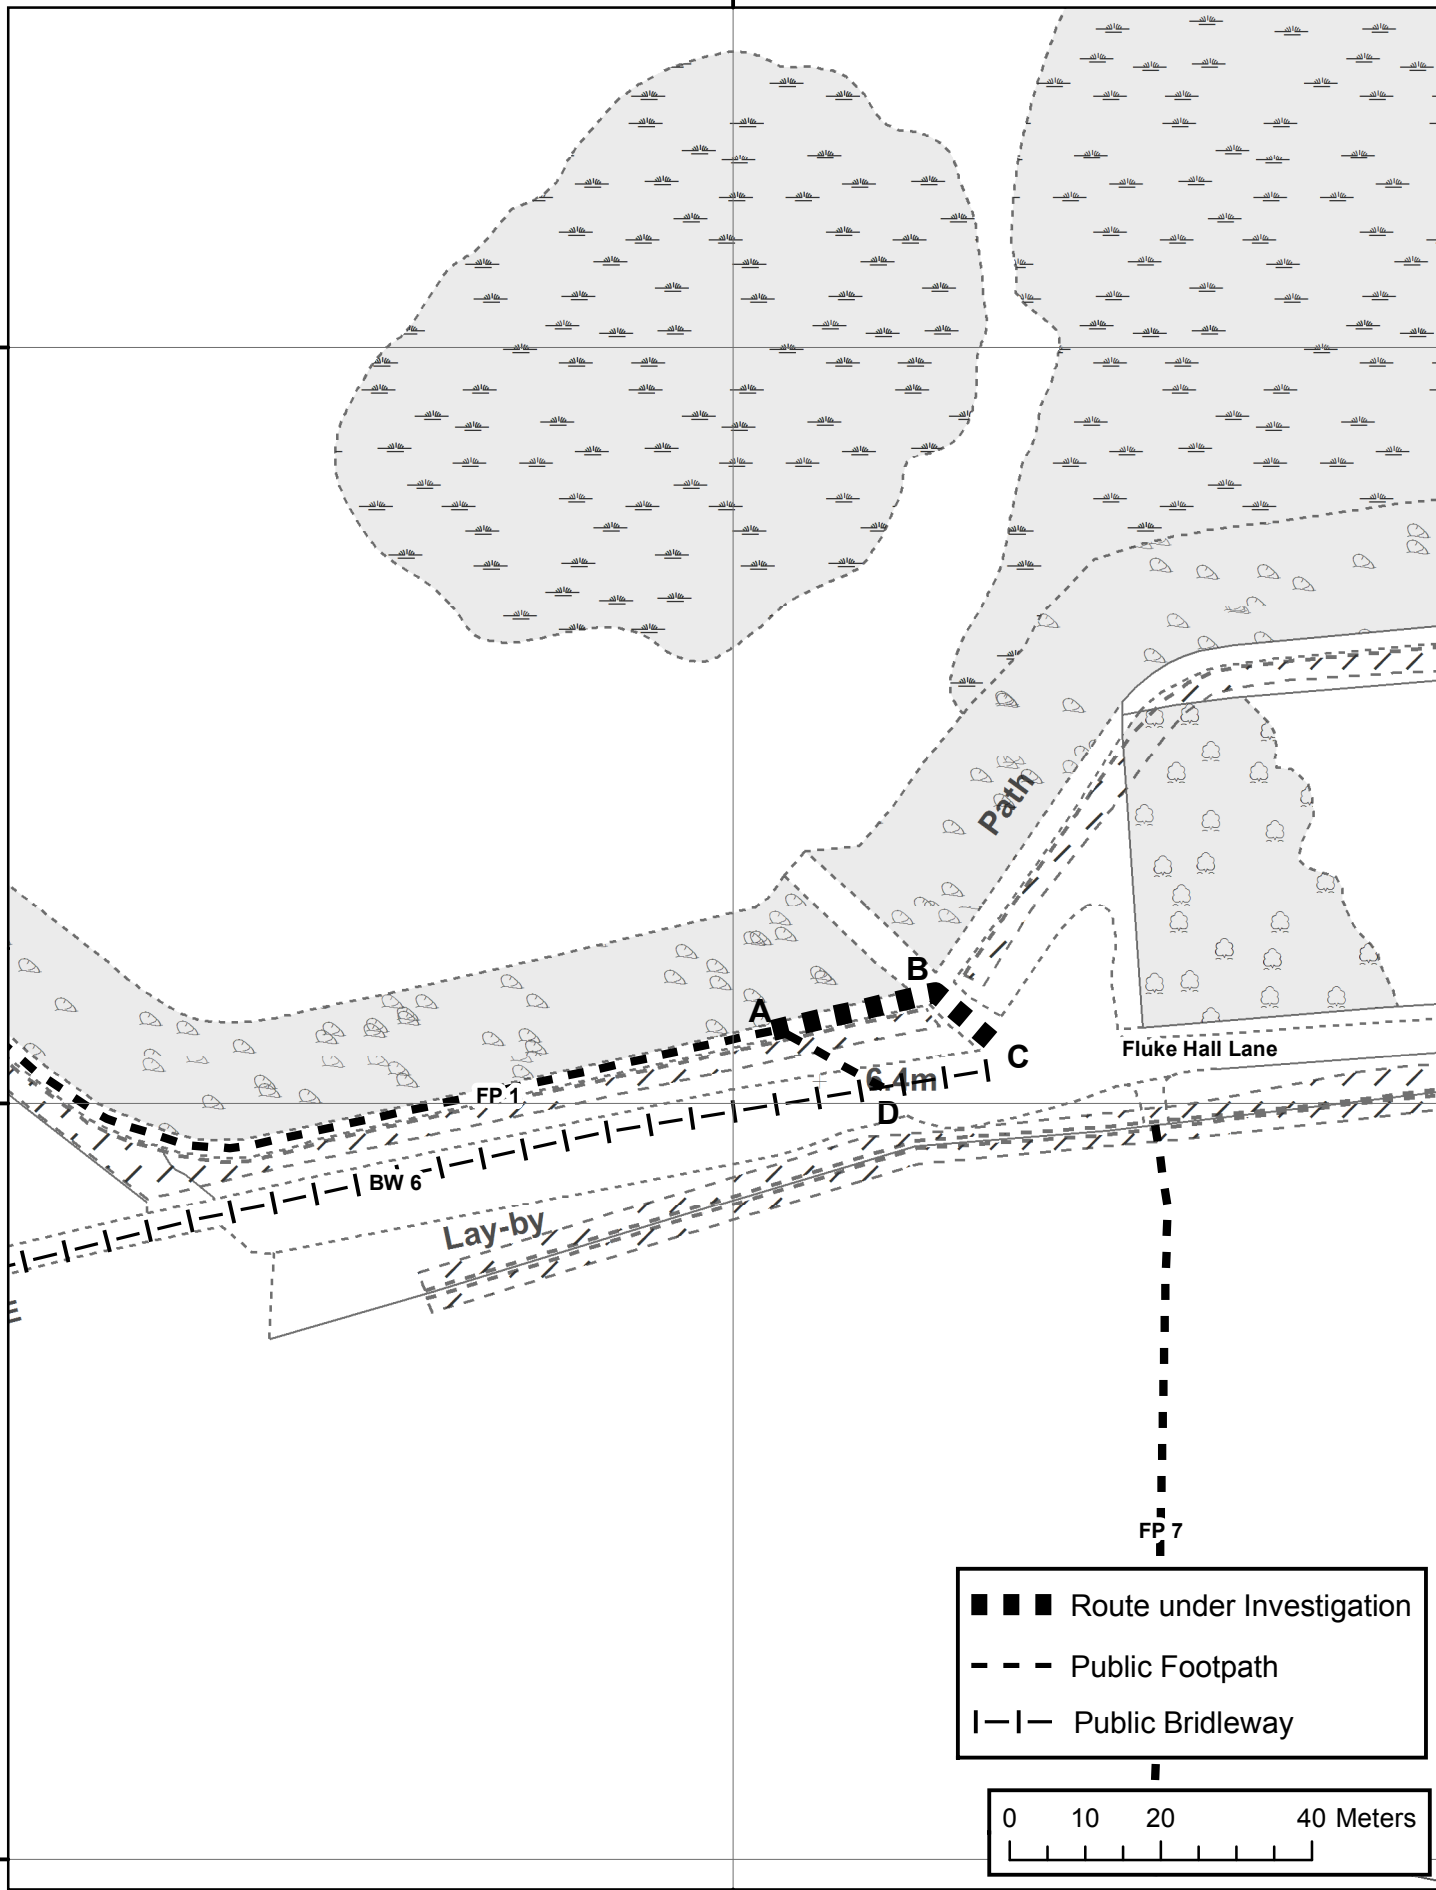 Path
B
A
C
Fluke Hall Lane
6.4m
FP 1
D
BW 6
Lay-by
FP 7
Route under Investigation
Public Footpath
Public Bridleway
0 10 20 40 Meters